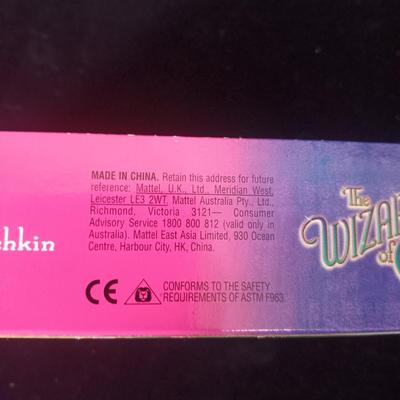 MADE IN CHINA. Retain this address for future
reference: Mattel, U.K., Ltd., Meridian West,
Leicester LE3 2WT. Mattel Australia Pty., Ltd.,
Richmond, Victoria 3121— Consumer
Advisory Service 1800 800 812 (valid only in
Australia). Mattel East Asia Limited, 930 Ocean
Centre, Harbour City, HK, China.
CE
CONFORMS TO THE SAFETY
REQUIREMENTS OF ASTM F963.
hkin
The
WIZAR
of